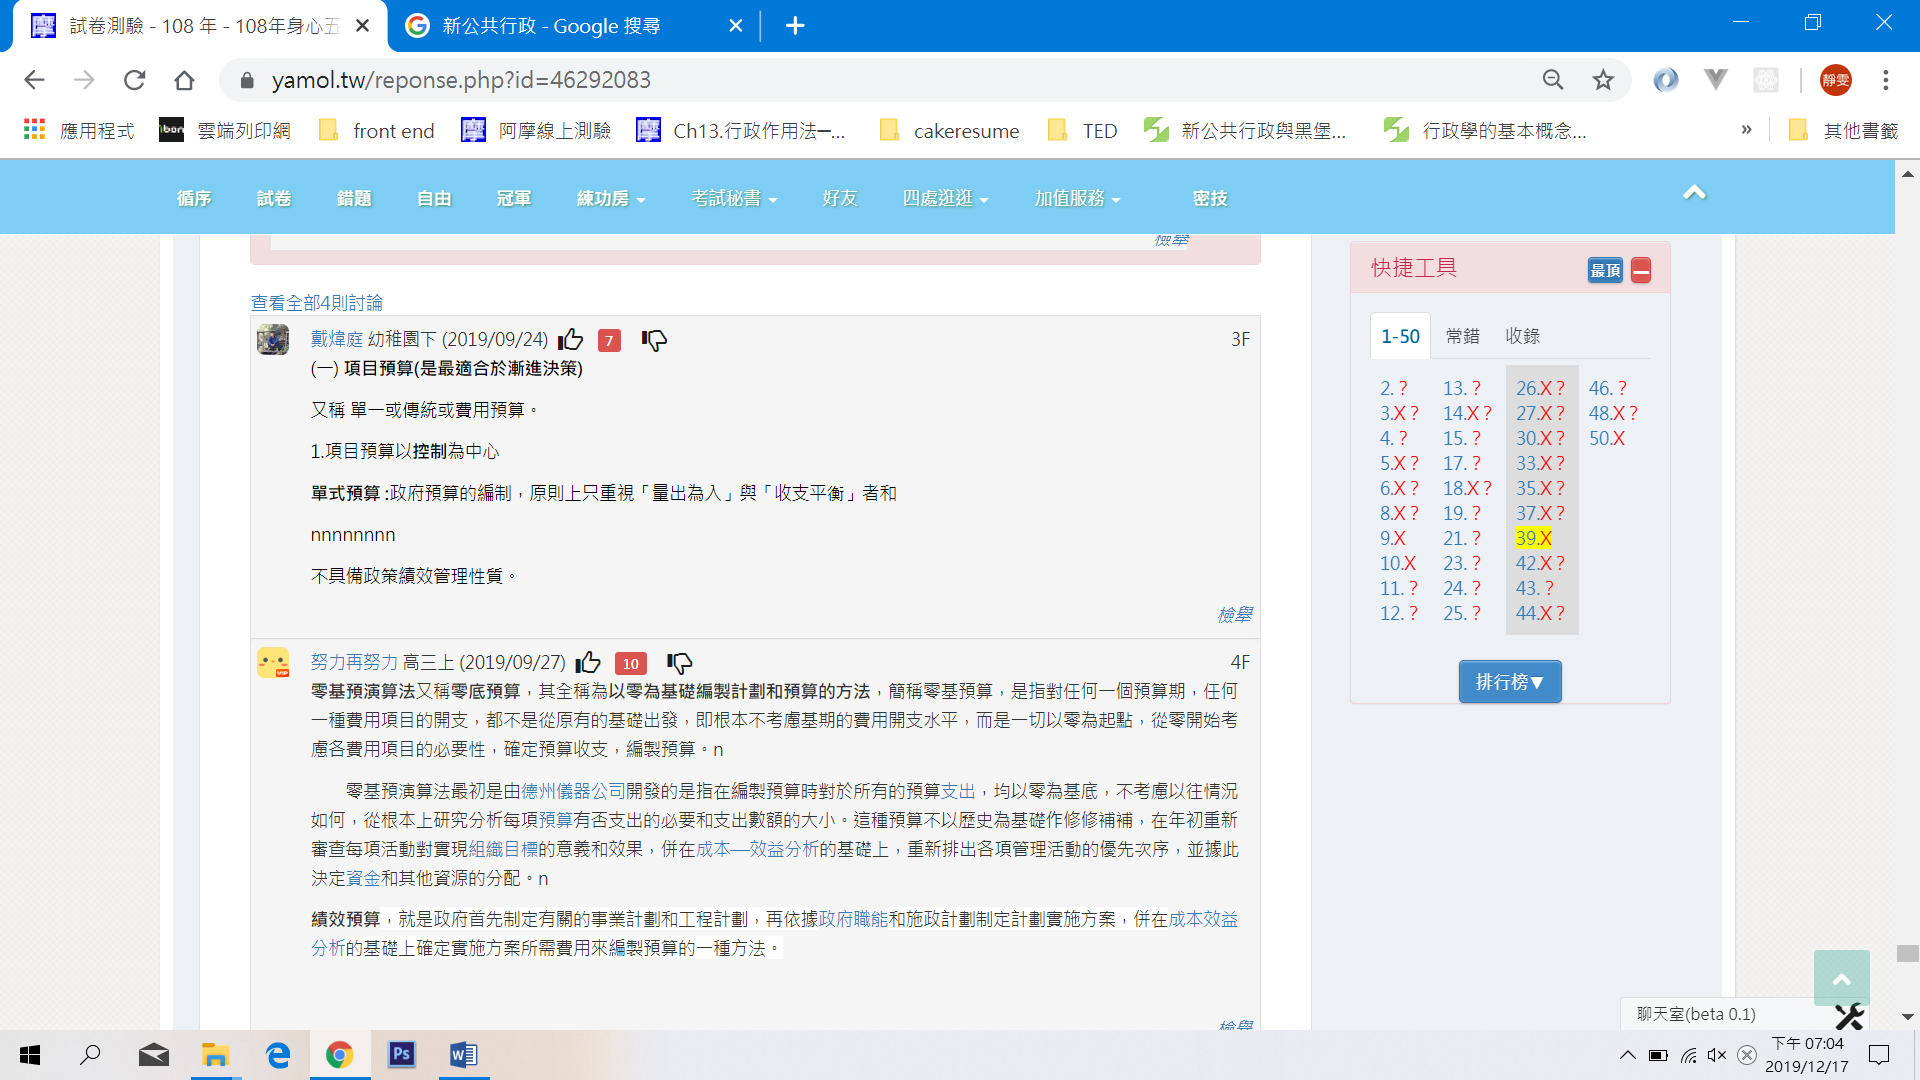 試卷測驗 - 108 年 - 108年身心五
新公共行政 - Google 搜尋
yamol.tw/reponse.php?id=46292083
靜雯
應用程式
ibon
雲端列印網
front end
阿摩線上測驗
Ch13.行政作用法─...
cakeresume
TED
新公共行政與黑堡...
行政學的基本概念...
»
其他書籤
循序
試卷
錯題
自由
冠軍
練功房
考試秘書
好友
四處逛逛
加值服務
密技
檢舉
查看全部4則討論
戴煒庭 幼稚園下 (2019/09/24) 7
3F
(一) 項目預算(是最適合於漸進決策)
又稱 單一或傳統或費用預算。
1.項目預算以控制為中心
單式預算 :政府預算的編制，原則上只重視「量出為入」與「收支平衡」者和
nnnnnnnn
不具備政策績效管理性質。
檢舉
努力再努力 高三上 (2019/09/27) 10
4F
VIP
零基預演算法又稱零底預算，其全稱為以零為基礎編製計劃和預算的方法，簡稱零基預算，是指對任何一個預算期，任何
一種費用項目的開支，都不是從原有的基礎出發，即根本不考慮基期的費用開支水平，而是一切以零為起點，從零開始考
慮各費用項目的必要性，確定預算收支，編製預算。n
零基預演算法最初是由德州儀器公司開發的是指在編製預算時對於所有的預算支出，均以零為基底，不考慮以往情況
如何，從根本上研究分析每項預算有否支出的必要和支出數額的大小。這種預算不以歷史為基礎作修修補補，在年初重新
審查每項活動對實現組織目標的意義和效果，併在成本—效益分析的基礎上，重新排出各項管理活動的優先次序，並據此
決定資金和其他資源的分配。n
績效預算，就是政府首先制定有關的事業計劃和工程計劃，再依據政府職能和施政計劃制定計劃實施方案，併在成本效益
分析的基礎上確定實施方案所需費用來編製預算的一種方法。
檢舉
快捷工具
最頂
1-50
常錯
收錄
2. ?
3.X ?
4. ?
5.X ?
6.X ?
8.X ?
9.X
10.X
11. ?
12. ?
13. ?
14.X ?
15. ?
17. ?
18.X ?
19. ?
21. ?
23. ?
24. ?
25. ?
26.X ?
27.X ?
30.X ?
33.X ?
35.X ?
37.X ?
39.X
42.X ?
43. ?
44.X ?
46. ?
48.X ?
50.X
排行榜▼
聊天室(beta 0.1)
Ps
下午 07:04
2019/12/17